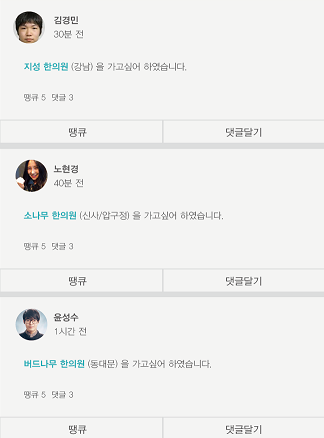 김경민
30분 전
지성 한의원 (강남) 을 가고싶어 하였습니다.
땡큐 5 댓글 3
땡큐 댓글달기
노현경
40분 전
소나무 한의원 (신사/압구정) 을 가고싶어 하였습니다.
땡큐 5 댓글 3
땡큐 댓글달기
윤성수
1시간 전
버드나무 한의원 (동대문) 을 가고싶어 하였습니다.
땡큐 5 댓글 3
땡큐 댓글달기